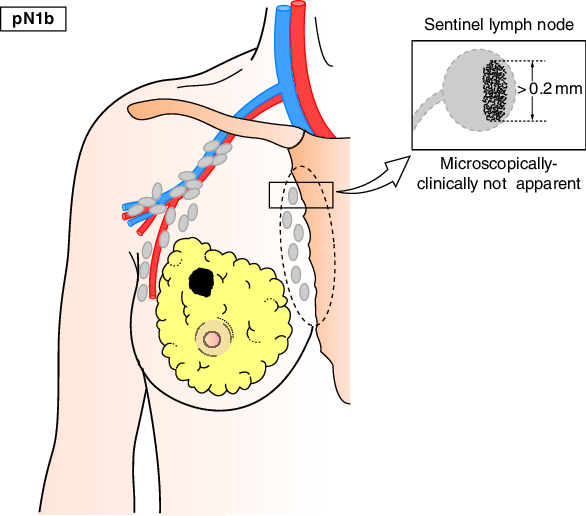 pN1b
Sentinel lymph node
>0.2 mm
Microscopically-
clinically not apparent